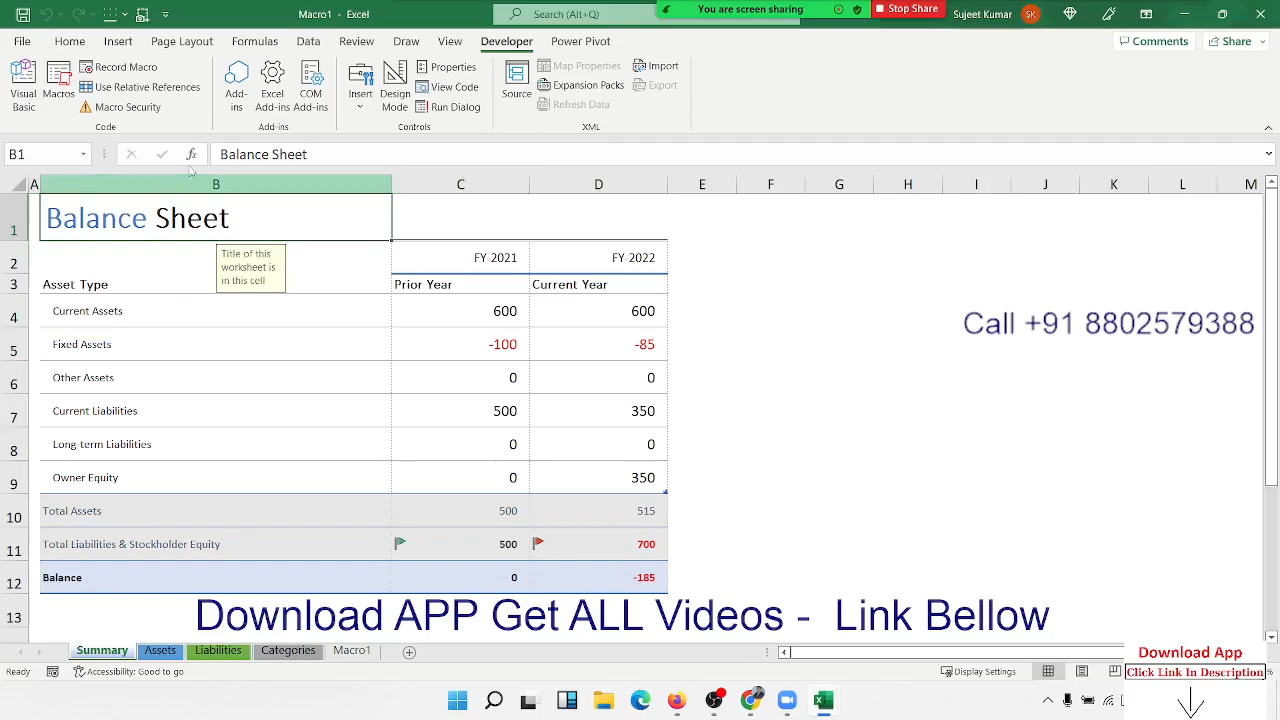 Macro1 - Excel
Search (Alt+Q)
You are screen sharing
Stop Share
Sujeet Kumar
SK
File Home Insert Page Layout Formulas Data Review Draw View Developer Power Pivot
Comments
Share
Visual Basic
Macros
Record Macro
Use Relative References
Macro Security
Code
Add-ins
Excel Add-ins
COM Add-ins
Add-ins
Insert
Design Mode
Properties
View Code
Run Dialog
Controls
Source
Map Properties
Expansion Packs
Refresh Data
Import
Export
XML
B1
fx
Balance Sheet
A B C D E F G H I J K L M
1 Balance Sheet
Title of this
worksheet is
in this cell
2 FY-2021 FY-2022
3 Asset Type Prior Year Current Year
4 Current Assets 600 600
Call +91 8802579388
5 Fixed Assets -100 -85
6 Other Assets 0 0
7 Current Liabilities 500 350
8 Long-term Liabilities 0 0
9 Owner Equity 0 350
10 Total Assets 500 515
11 Total Liabilities & Stockholder Equity 500 700
12 Balance 0 -185
13
Download APP Get ALL Videos - Link Bellow
Summary Assets Liabilities Categories Macro1
Download App
Ready
Accessibility: Good to go
Display Settings
Click Link In Description